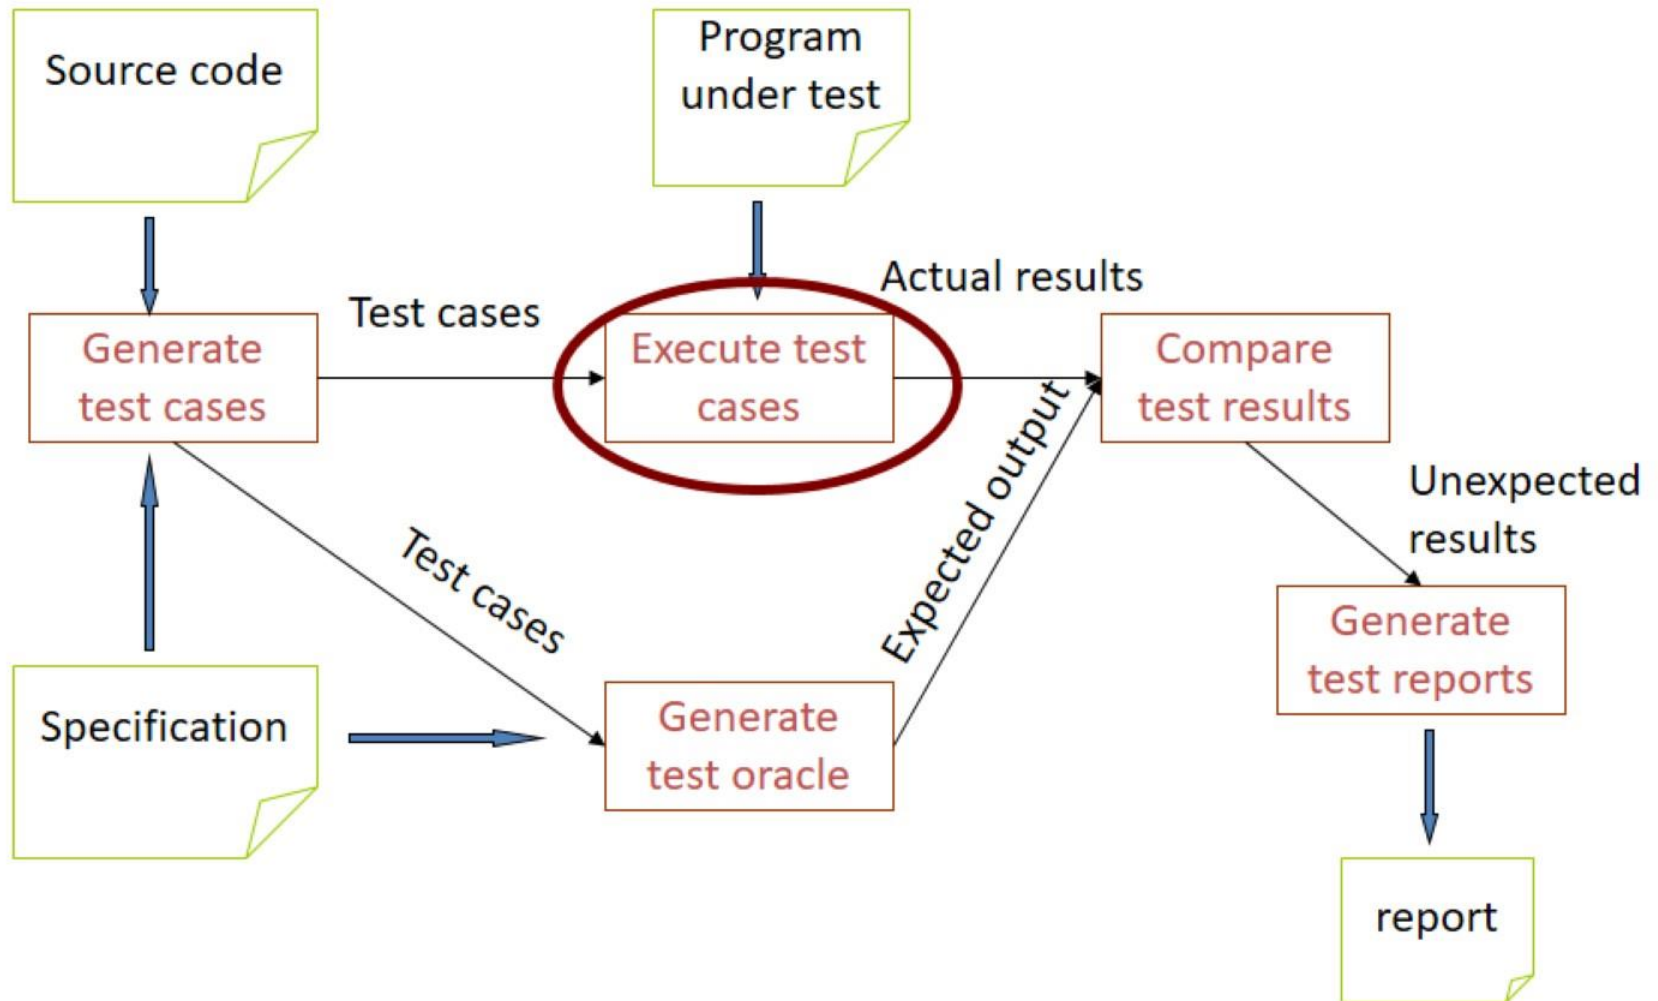 Source code
Program
under test
Actual results
Test cases
Generate
test cases
Execute test
cases
Compare
test results
Expected output
Unexpected
results
Test cases
Generate
test reports
Specification
Generate
test oracle
report